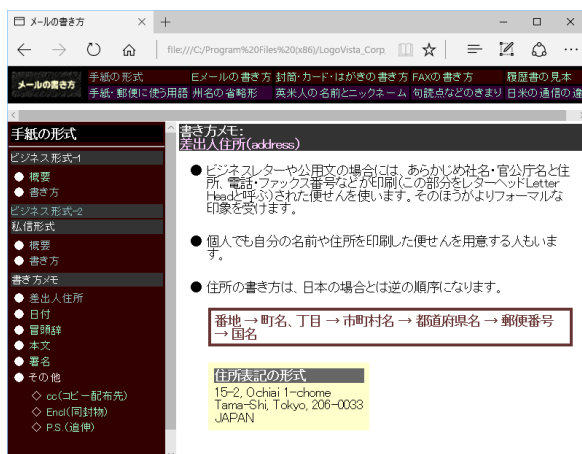 メールの書き方
file:///C:/Program%20Files%20(x86)/LogoVista_Corp
メールの書き方
手紙の形式 Eメールの書き方 封筒・カード・はがきの書き方 FAXの書き方 履歴書の見本
手紙・郵便に使う用語 州名の省略形 英米人の名前とニックネーム 句読点などのきまり 日米の通信の違
手紙の形式
ビジネス形式-1
概要
書き方
ビジネス形式-2
私信形式
概要
書き方
書き方メモ
差出人住所
日付
冒頭辞
本文
署名
その他
cc(コピー配布先)
Encl(同封物)
P.S.(追伸)
書き方メモ:
差出人住所(address)
● ビジネスレターや公用文の場合には、あらかじめ社名・官公庁名と住
所、電話・ファックス番号などが印刷(この部分をレターヘッドLetter
Headと呼ぶ)された便せんを使います。そのほうがよりフォーマルな
印象を受けます。
● 個人でも自分の名前や住所を印刷した便せんを用意する人もいま
す。
● 住所の書き方は、日本の場合とは逆の順序になります。
番地 → 町名、丁目 → 市町村名 → 都道府県名 → 郵便番号
→ 国名
住所表記の形式
15-2, Ochiai 1-chome
Tama-Shi, Tokyo, 206-0033
JAPAN